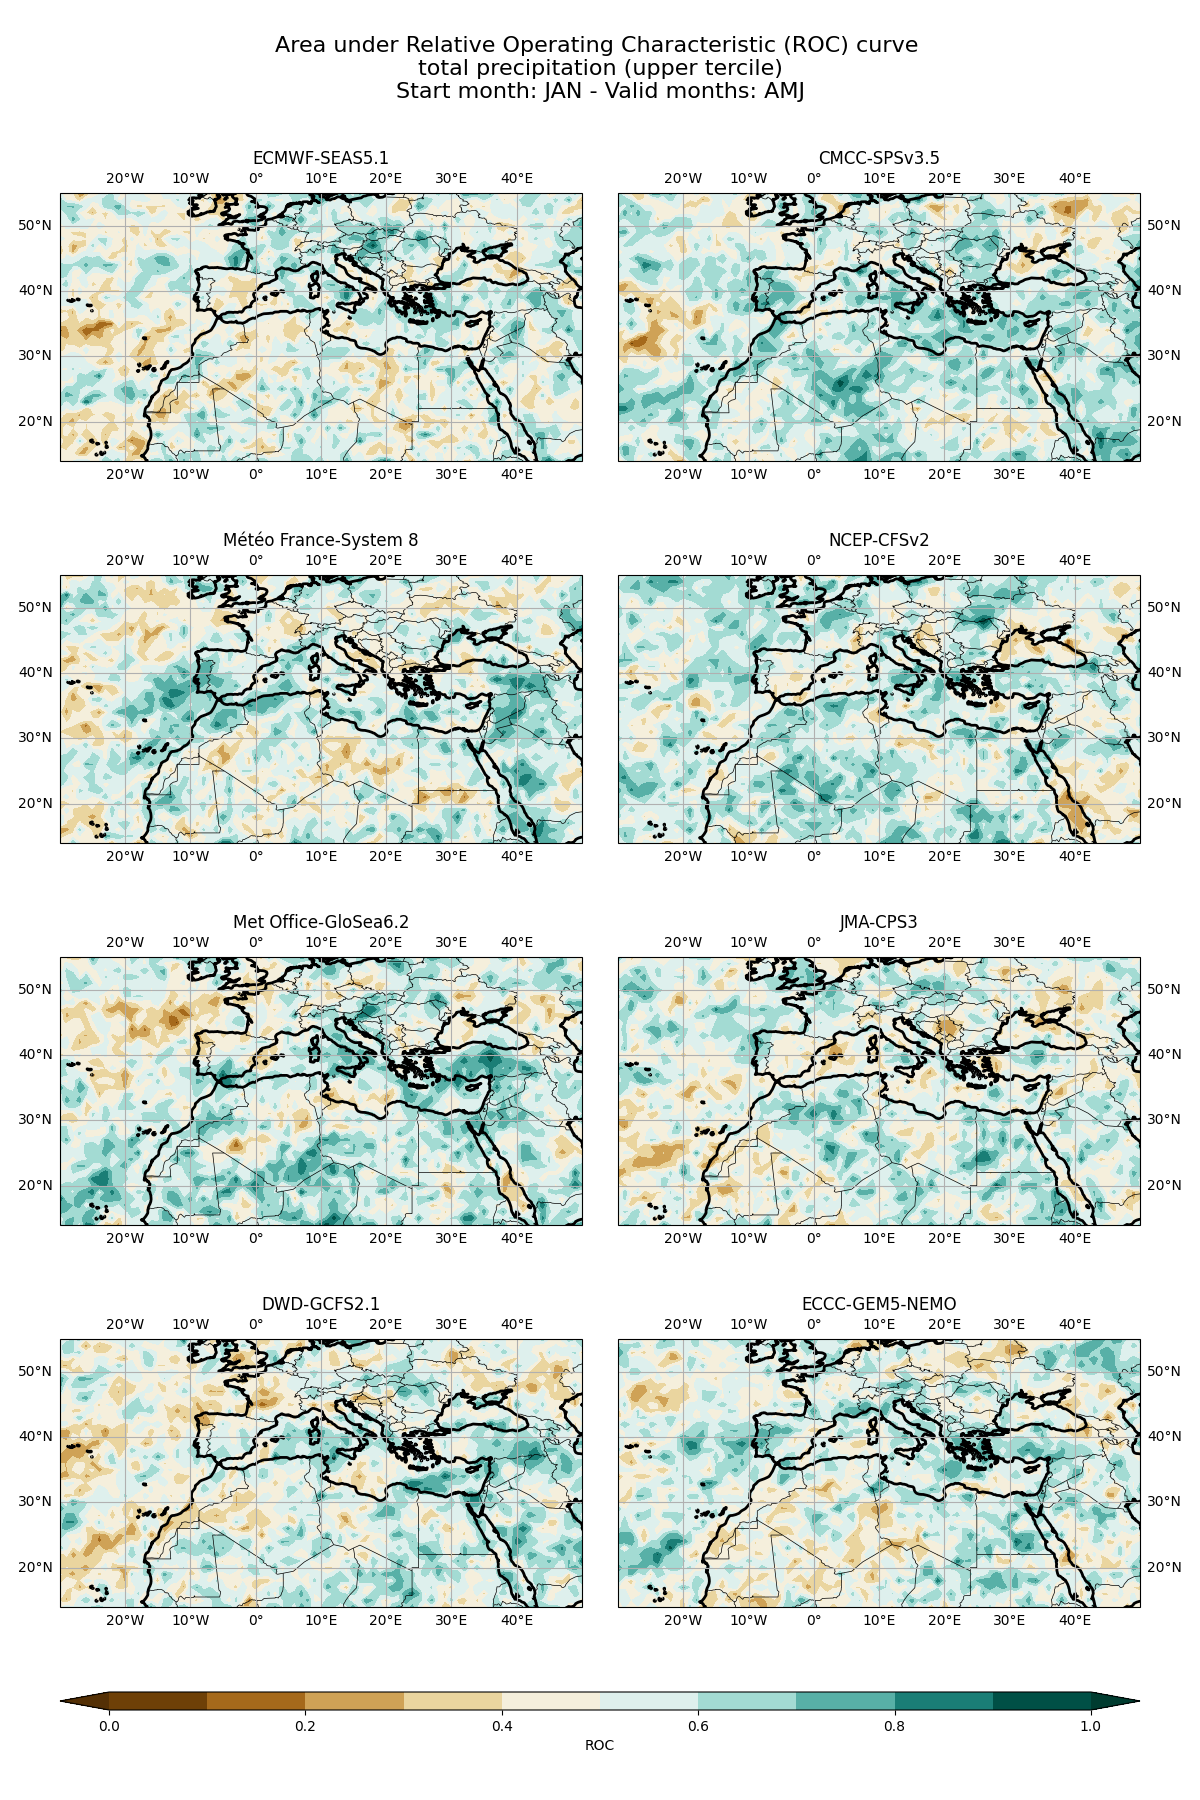 Area under Relative Operating Characteristic (ROC) curve
total precipitation (upper tercile)
Start month: JAN - Valid months: AMJ
ECMWF-SEAS5.1
20°W 10°W 0° 10°E 20°E 30°E 40°E
50°N
40°N
30°N
20°N
20°W 10°W 0° 10°E 20°E 30°E 40°E
CMCC-SPSv3.5
20°W 10°W 0° 10°E 20°E 30°E 40°E
50°N
40°N
30°N
20°N
20°W 10°W 0° 10°E 20°E 30°E 40°E
Météo France-System 8
20°W 10°W 0° 10°E 20°E 30°E 40°E
50°N
40°N
30°N
20°N
20°W 10°W 0° 10°E 20°E 30°E 40°E
NCEP-CFSv2
20°W 10°W 0° 10°E 20°E 30°E 40°E
50°N
40°N
30°N
20°N
20°W 10°W 0° 10°E 20°E 30°E 40°E
Met Office-GloSea6.2
20°W 10°W 0° 10°E 20°E 30°E 40°E
50°N
40°N
30°N
20°N
20°W 10°W 0° 10°E 20°E 30°E 40°E
JMA-CPS3
20°W 10°W 0° 10°E 20°E 30°E 40°E
50°N
40°N
30°N
20°N
20°W 10°W 0° 10°E 20°E 30°E 40°E
DWD-GCFS2.1
20°W 10°W 0° 10°E 20°E 30°E 40°E
50°N
40°N
30°N
20°N
20°W 10°W 0° 10°E 20°E 30°E 40°E
ECCC-GEM5-NEMO
20°W 10°W 0° 10°E 20°E 30°E 40°E
50°N
40°N
30°N
20°N
20°W 10°W 0° 10°E 20°E 30°E 40°E
0.0 0.2 0.4 0.6 0.8 1.0
ROC